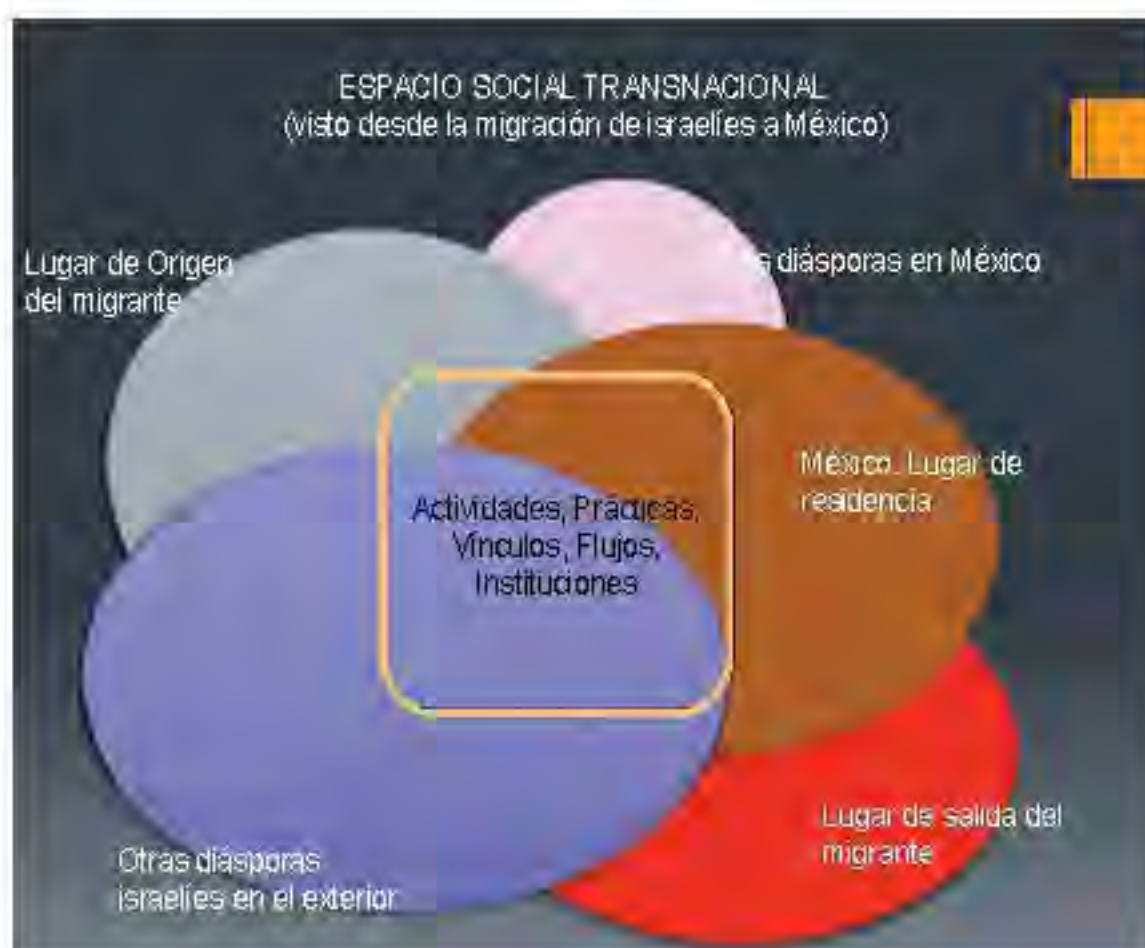 ESPACIO SOCIAL TRANSNACIONAL
(visto desde la migración de israelíes a México)
Lugar de Origen
del migrante
s diásporas en México
México. Lugar de
residencia
Actividades, Prácticas,
Vínculos, Flujos,
Instituciones
Lugar de salida del
migrante
Otras diásporas
israelíes en el exterior